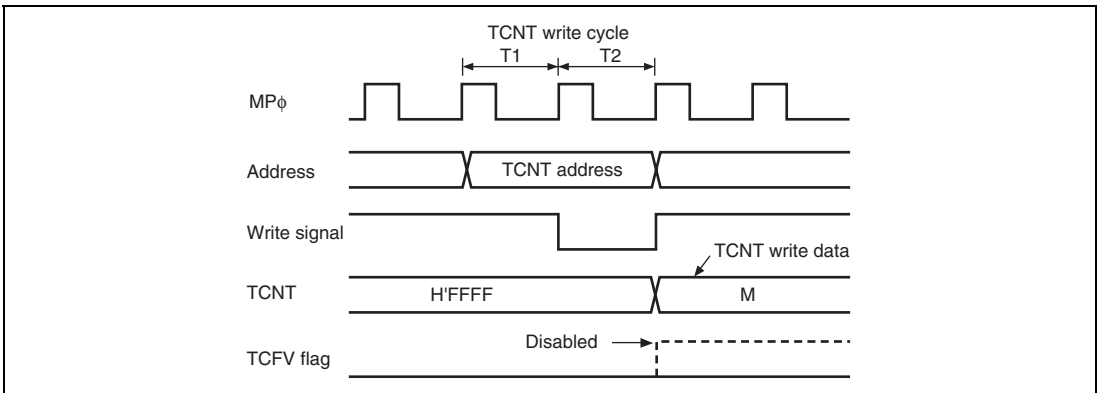 TCNT write cycle
T1 T2
MPϕ
Address TCNT address
Write signal
TCNT write data
TCNT H'FFFF M
Disabled
TCFV flag